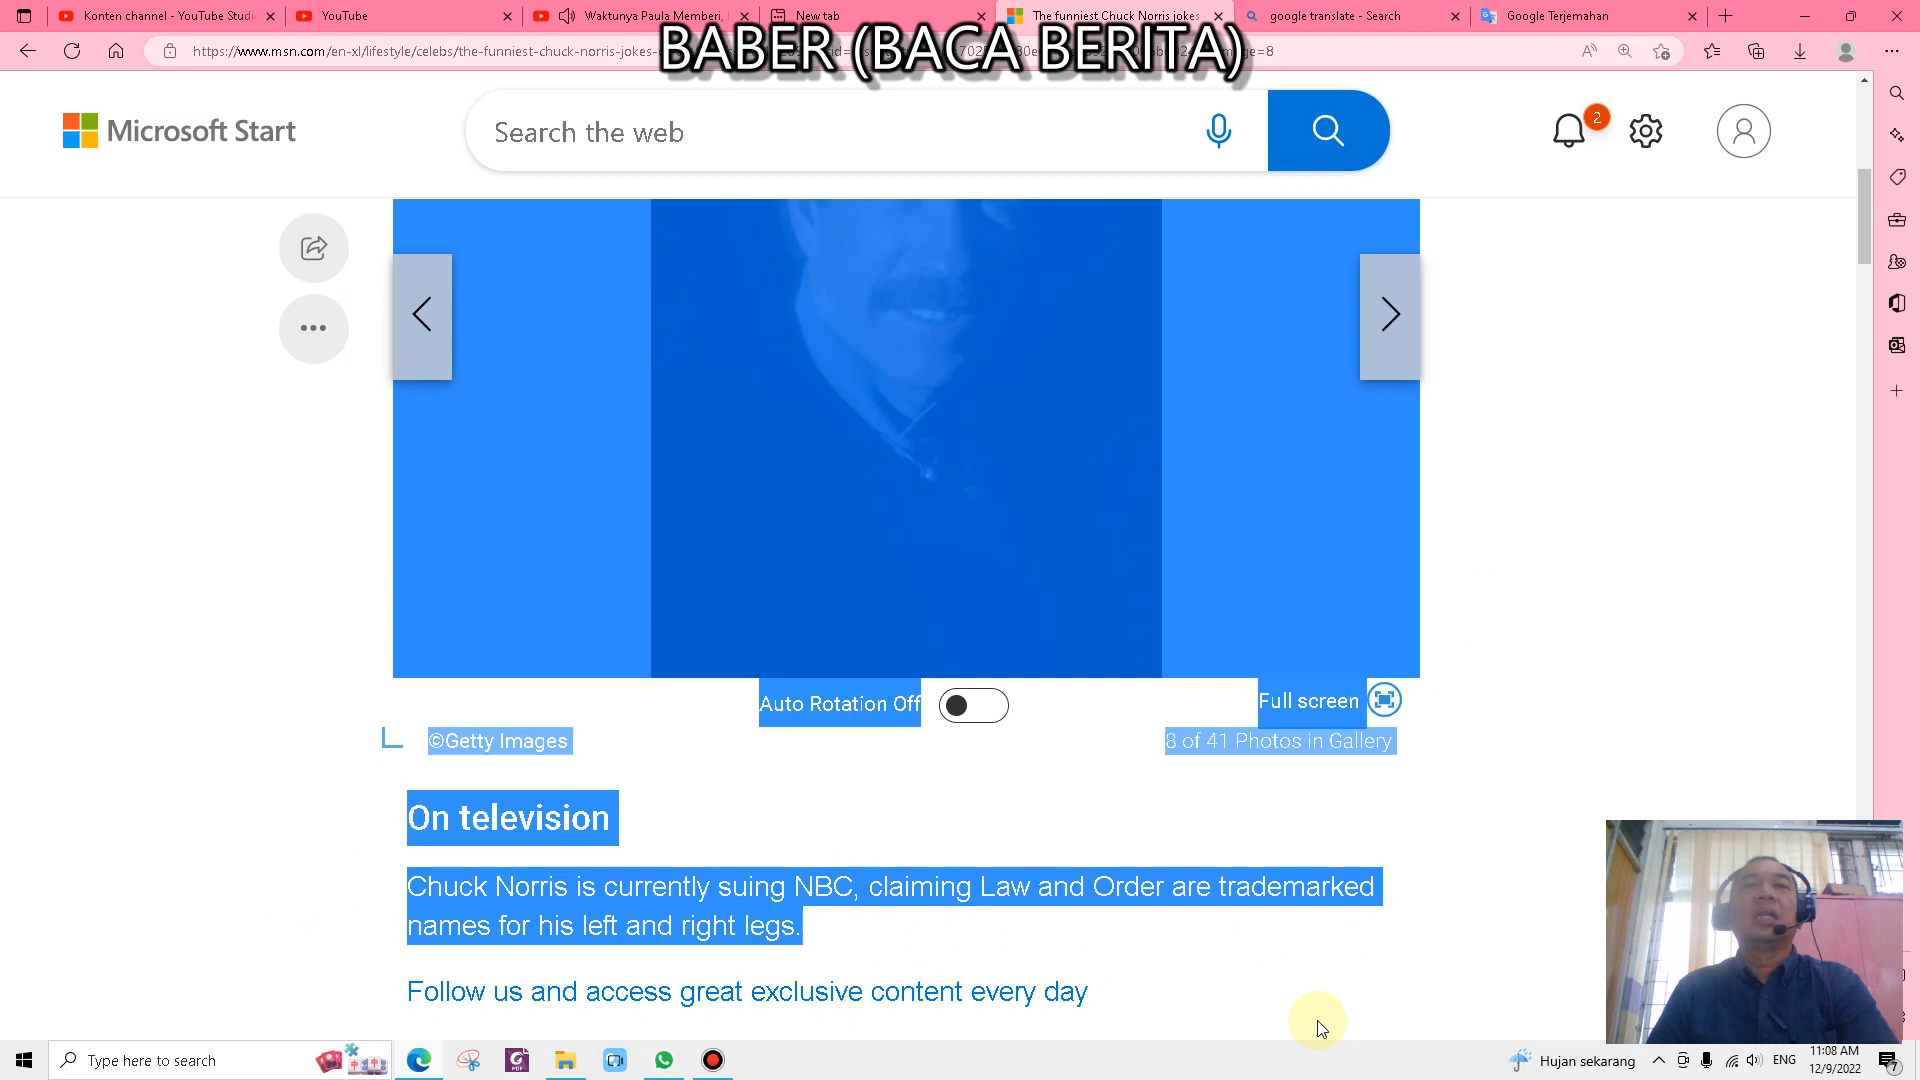 Konten channel - YouTube Studi
YouTube
Waktunya Paula Memberi,
New tab
The funniest Chuck Norris jokes
google translate - Search
Google Terjemahan
https://www.msn.com/en-xl/lifestyle/celebs/the-funniest-chuck-norris-jokes-
BABER (BACA BERITA)
Microsoft Start
Search the web
2
Auto Rotation Off
Full screen
©Getty Images
8 of 41 Photos in Gallery
On television
Chuck Norris is currently suing NBC, claiming Law and Order are trademarked
names for his left and right legs.
Follow us and access great exclusive content every day
Type here to search
Hujan sekarang
ENG
11:08 AM
12/9/2022
7